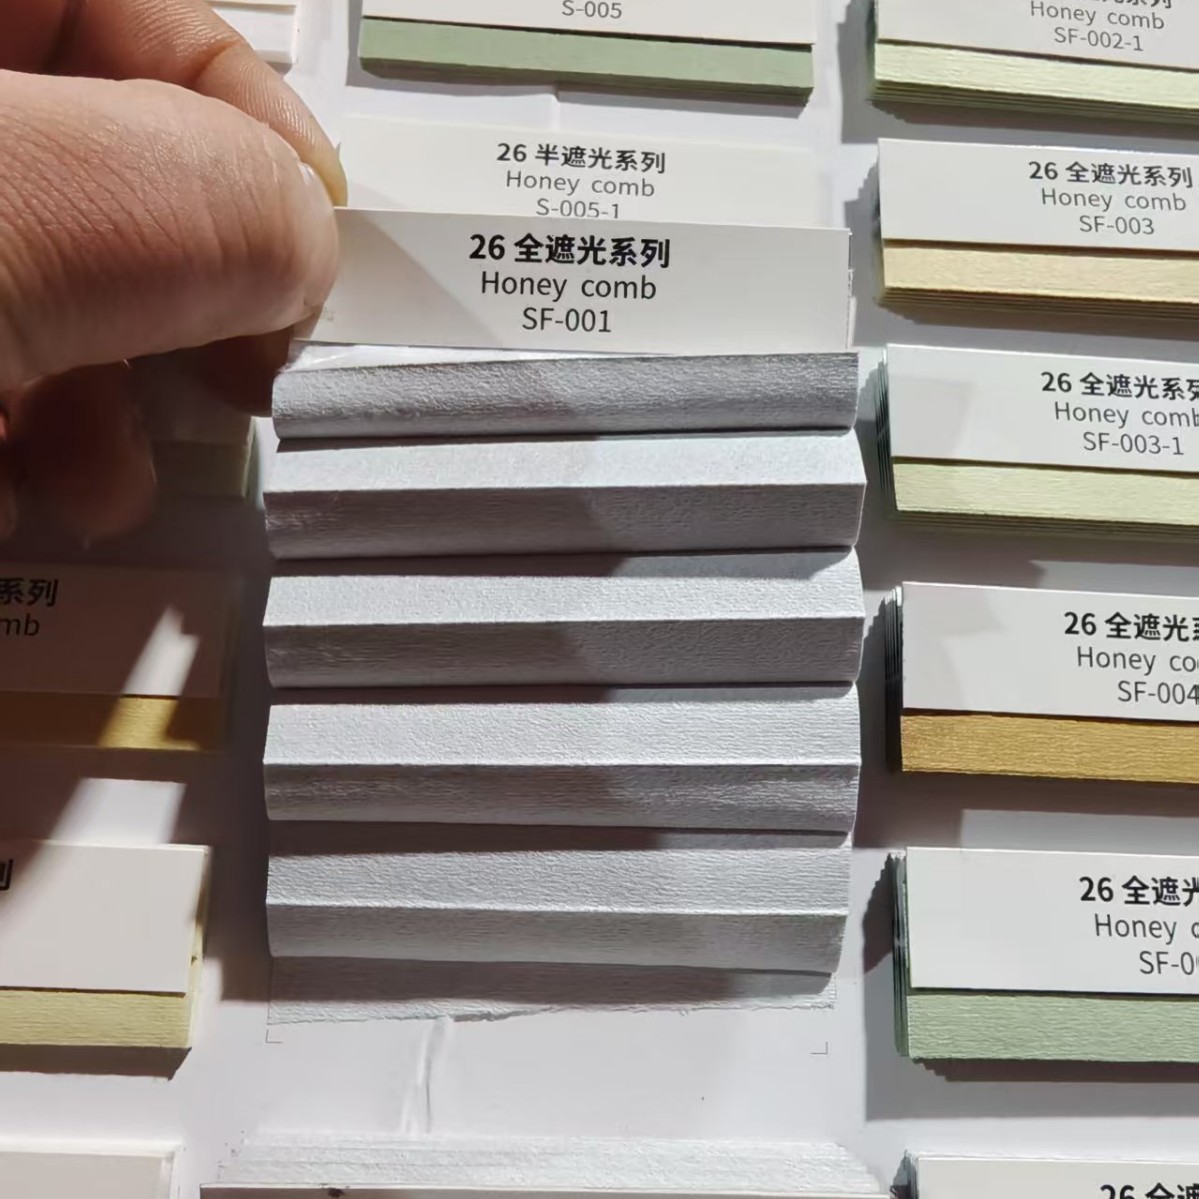 S-005
Honey comb
SF-002-1
26 半遮光系列
Honey comb
S-005-1
26 全遮光系列
Honey comb
SF-003
26 全遮光系列
Honey comb
SF-001
26 全遮光系
Honey comb
SF-003-1
系列
26 全遮光
Honey
SF-004
26 全遮光
Honey
26 全